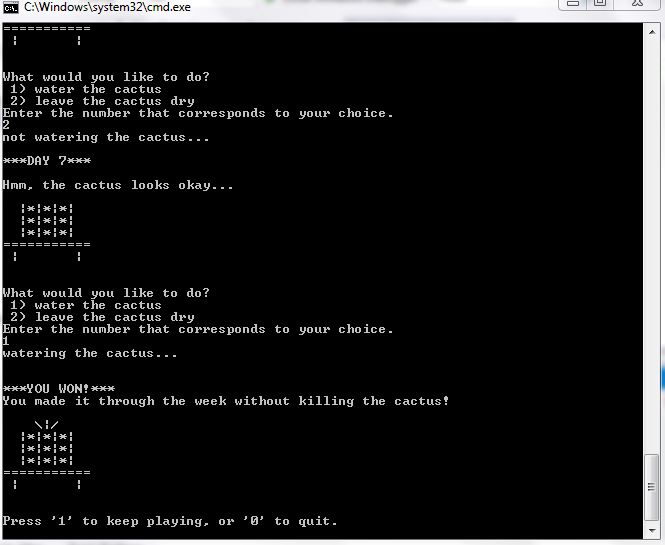 C:\Windows\system32\cmd.exe
===========
 ¦       ¦
What would you like to do?
 1) water the cactus
 2) leave the cactus dry
Enter the number that corresponds to your choice.
2
not watering the cactus...
***DAY 7***
Hmm, the cactus looks okay...
  ¦*¦*¦*¦
  ¦*¦*¦*¦
  ¦*¦*¦*¦
===========
 ¦       ¦
What would you like to do?
 1) water the cactus
 2) leave the cactus dry
Enter the number that corresponds to your choice.
1
watering the cactus...
***YOU WON!***
You made it through the week without killing the cactus!
    \¦/
  ¦*¦*¦*¦
  ¦*¦*¦*¦
  ¦*¦*¦*¦
===========
 ¦       ¦
Press '1' to keep playing, or '0' to quit.